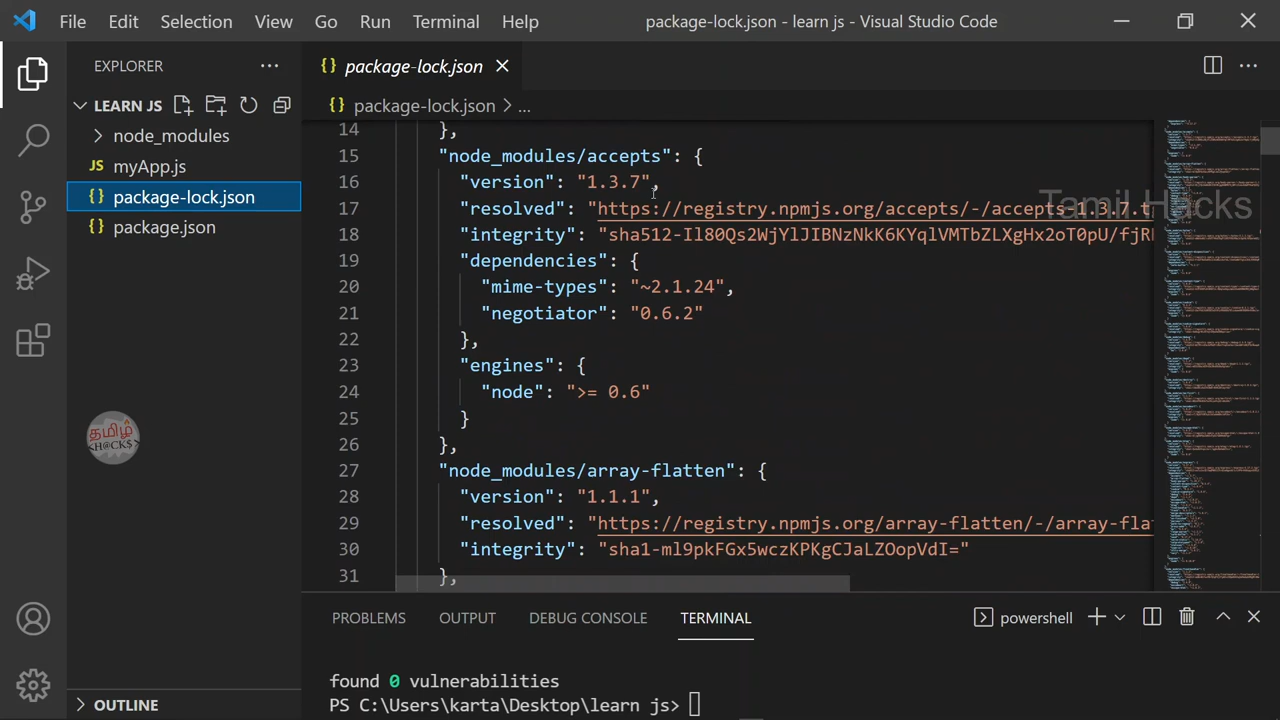 File Edit Selection View Go Run Terminal Help package-lock.json - learn js - Visual Studio Code
EXPLORER
LEARN JS
node_modules
JS myApp.js
{} package-lock.json
{} package.json
OUTLINE
{} package-lock.json
{} package-lock.json > ...
14 },
15 "node_modules/accepts": {
16 "version": "1.3.7",
17 "resolved": "https://registry.npmjs.org/accepts/-/accepts-1.3.7.t
18 "integrity": "sha512-Il80Qs2WjYlJIBNzNkK6KYqlVMTbZLXgHx2oT0pU/fjR
19 "dependencies": {
20 "mime-types": "~2.1.24",
21 "negotiator": "0.6.2"
22 },
23 "engines": {
24 "node": ">= 0.6"
25 }
26 },
27 "node_modules/array-flatten": {
28 "version": "1.1.1",
29 "resolved": "https://registry.npmjs.org/array-flatten/-/array-flat
30 "integrity": "sha1-ml9pkFGx5wczKPKgCJaLZOopVdI="
31 },
Tamil Hacks
தமிழ்
<H@CK$>
PROBLEMS OUTPUT DEBUG CONSOLE TERMINAL powershell
found 0 vulnerabilities
PS C:\Users\karta\Desktop\learn js>